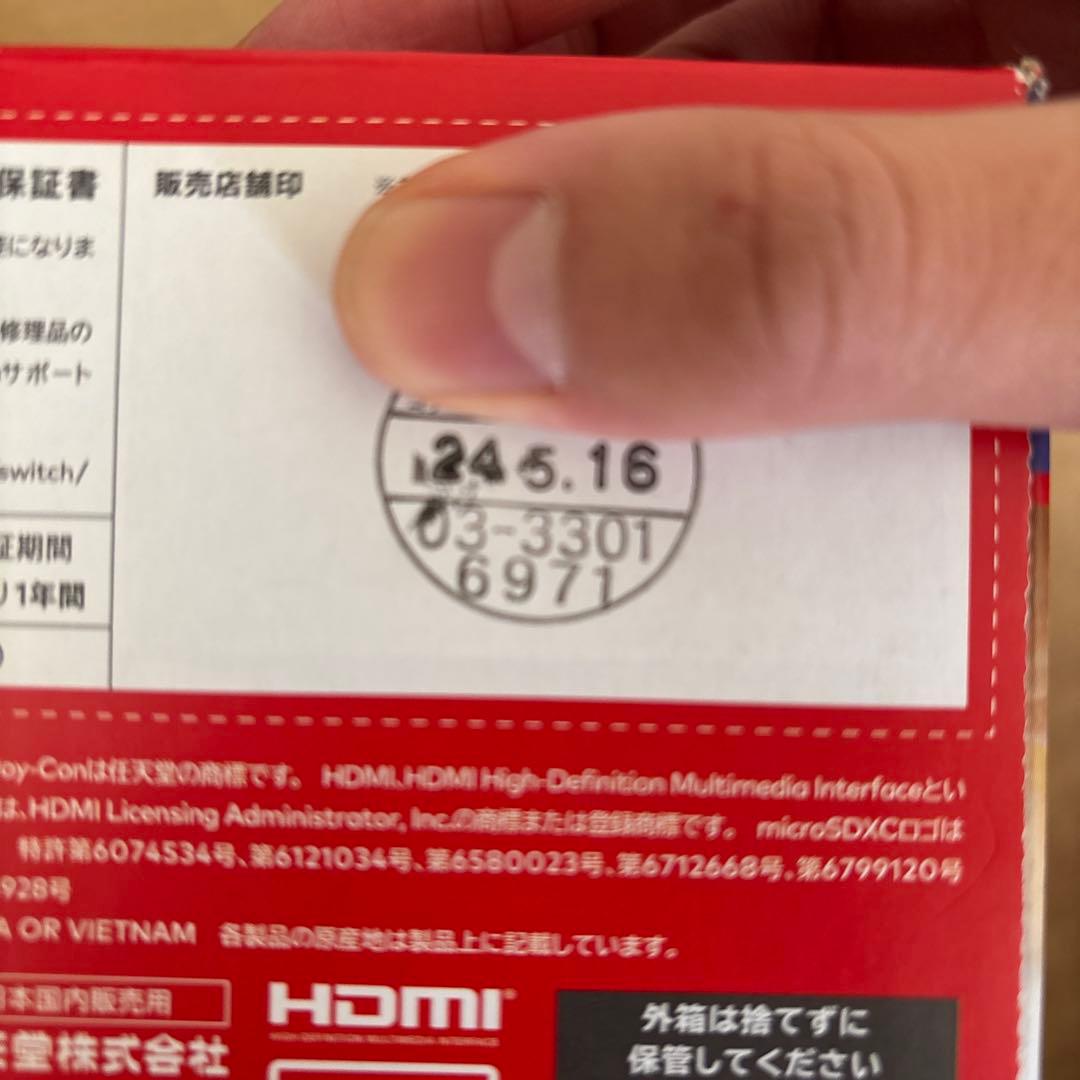 保証書
販売店舗印
になりま
修理品の
サポート
switch/
証期間
り1年間
24.5.16
03-3301
6971
oy-Conは任天堂の商標です。 HDMI、HDMI High-Definition Multimedia Interfaceとい
は、HDMI Licensing Administrator, Inc.の商標または登録商標です。 microSDXCロゴは
特許第6074534号、第6121034号、第6580023号、第6712668号、第6799120号
928号
A OR VIETNAM 各製品の原産地は製品上に記載しています。
日本国内販売用
天堂株式会社
HDMI
HIGH-DEFINITION MULTIMEDIA INTERFACE
外箱は捨てずに
保管してください